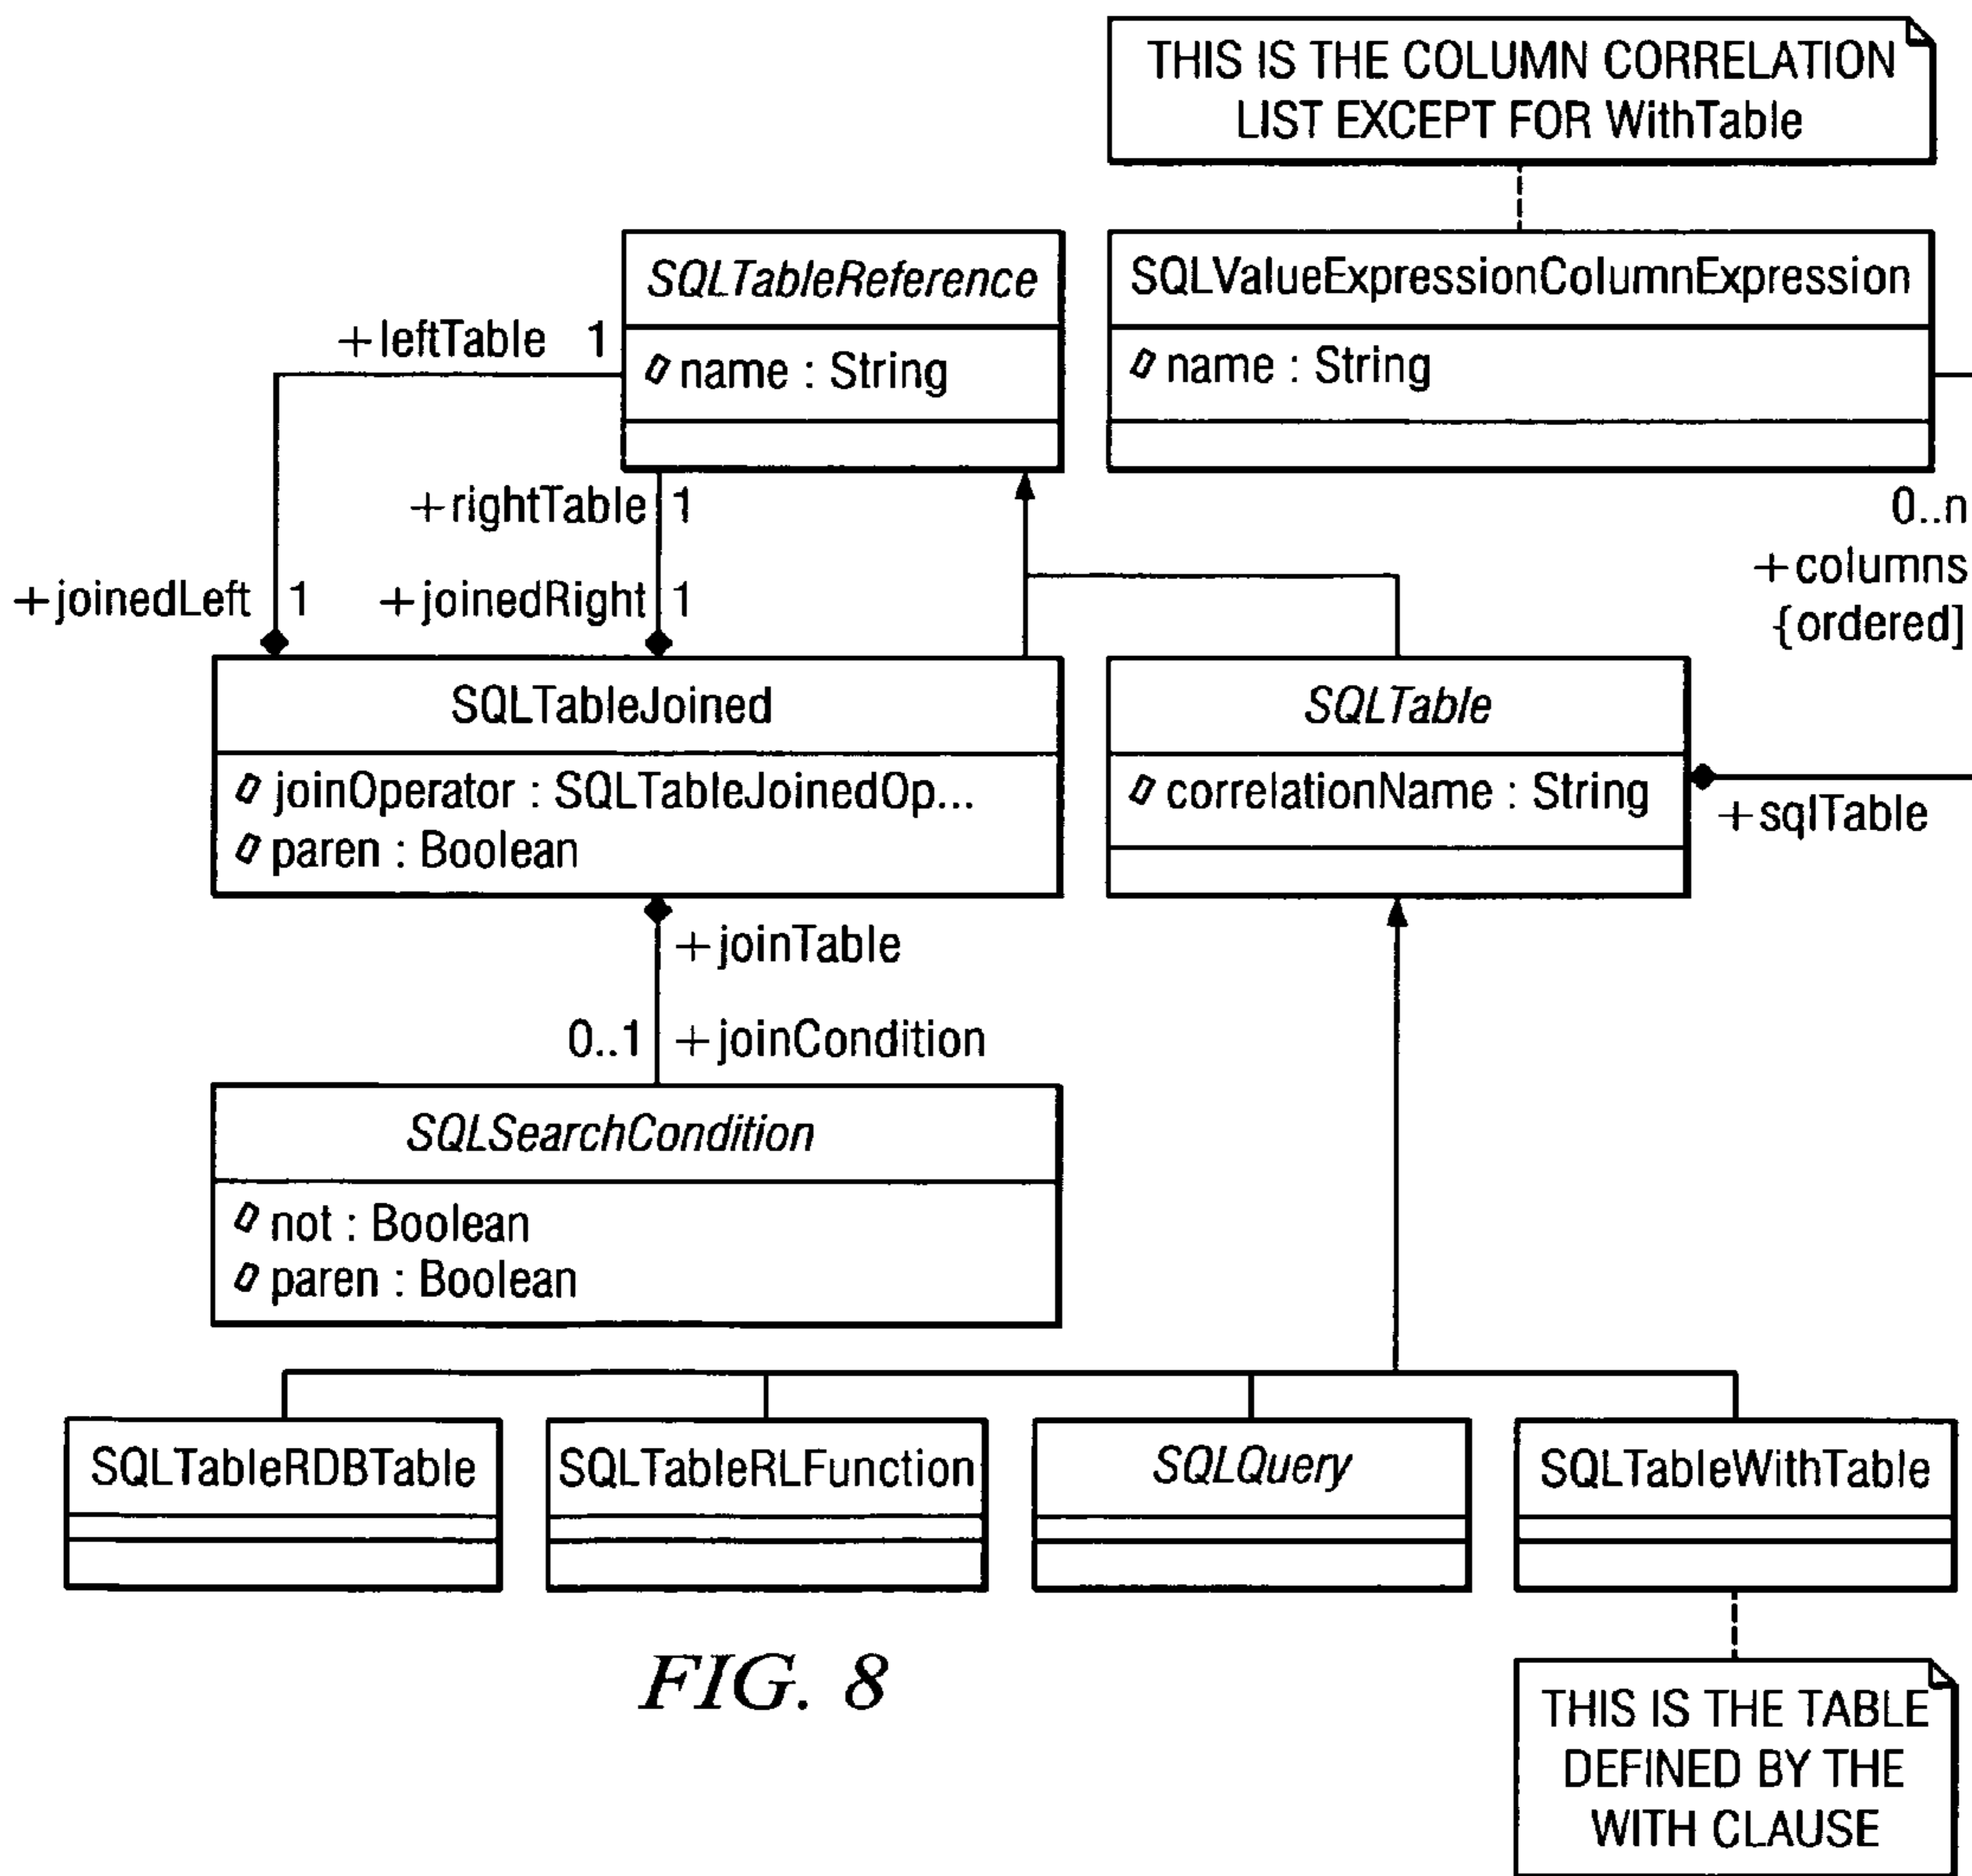 THIS IS THE COLUMN CORRELATION
LIST EXCEPT FOR WithTable
SQLTableReference
name : String
SQLValueExpressionColumnExpression
name : String
+leftTable 1
+rightTable 1
+joinedLeft 1
+joinedRight 1
0..n
+columns
{ordered]
SQLTableJoined
joinOperator : SQLTableJoinedOp...
paren : Boolean
SQLTable
correlationName : String
+sqlTable
+joinTable
0..1 +joinCondition
SQLSearchCondition
not : Boolean
paren : Boolean
SQLTableRDBTable
SQLTableRLFunction
SQLQuery
SQLTableWithTable
FIG. 8
THIS IS THE TABLE
DEFINED BY THE
WITH CLAUSE